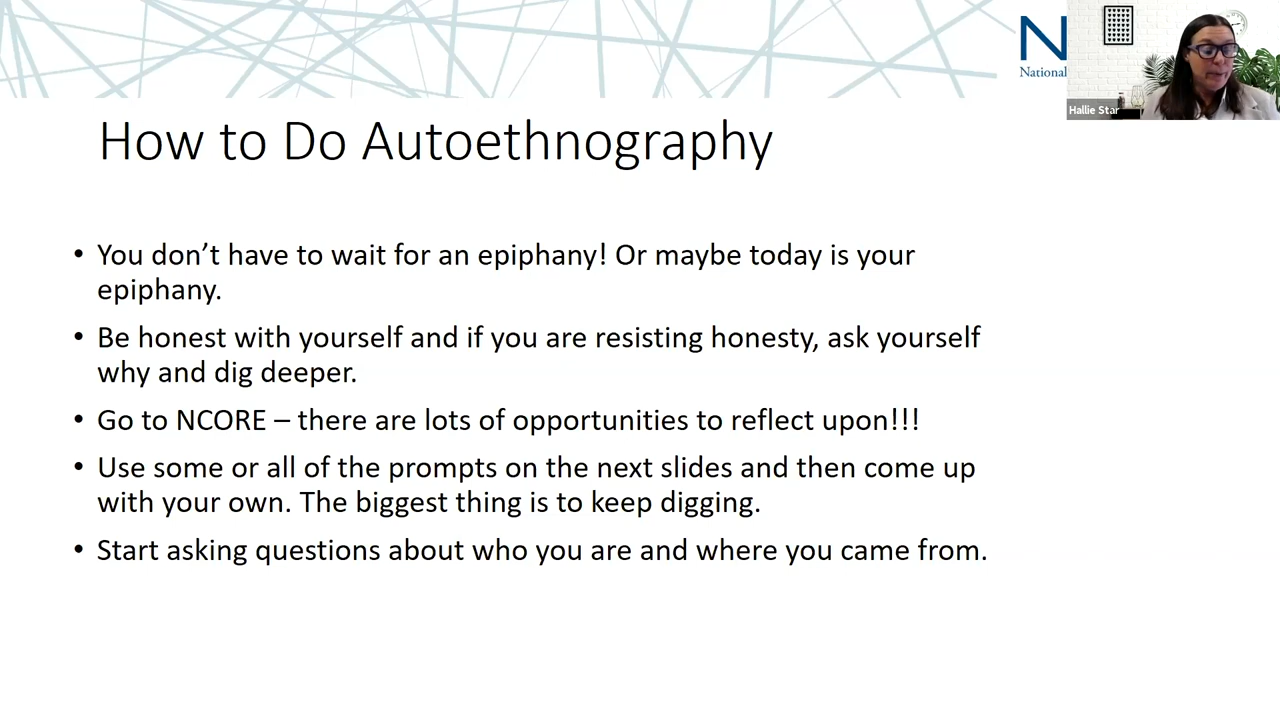 N
National
Hallie Star
How to Do Autoethnography
• You don’t have to wait for an epiphany! Or maybe today is your
epiphany.
• Be honest with yourself and if you are resisting honesty, ask yourself
why and dig deeper.
• Go to NCORE – there are lots of opportunities to reflect upon!!!
• Use some or all of the prompts on the next slides and then come up
with your own. The biggest thing is to keep digging.
• Start asking questions about who you are and where you came from.